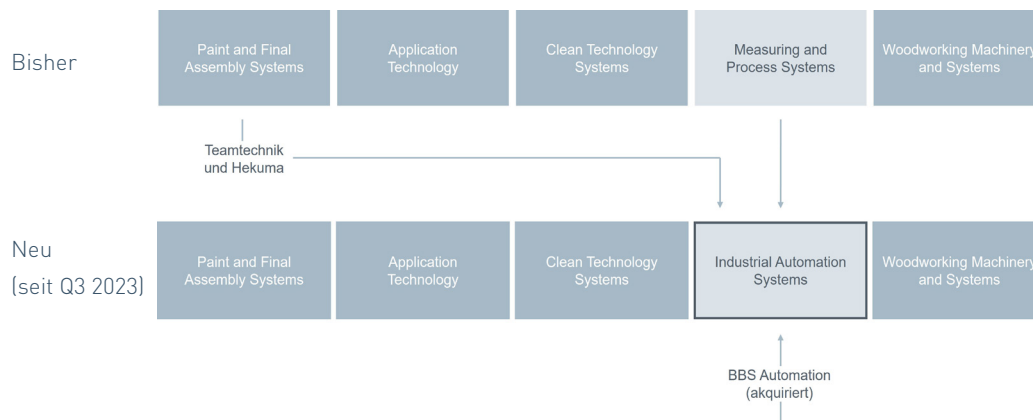 Bisher
Paint and Final
Assembly Systems
Application
Technology
Clean Technology
Systems
Measuring and
Process Systems
Woodworking Machinery
and Systems
Teamtechnik
und Hekuma
Neu
(seit Q3 2023)
Paint and Final
Assembly Systems
Application
Technology
Clean Technology
Systems
Industrial Automation
Systems
Woodworking Machinery
and Systems
BBS Automation
(akquiriert)